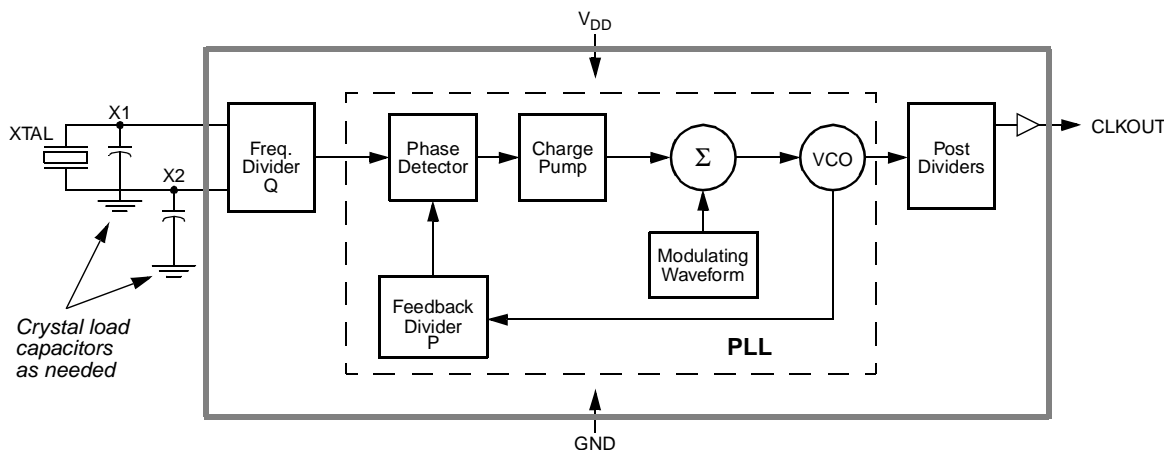 V_DD
XTAL
X1
X2
Freq.
Divider
Q
Phase
Detector
Charge
Pump
Σ
VCO
Post
Dividers
CLKOUT
Modulating
Waveform
Feedback
Divider
P
PLL
Crystal load
capacitors
as needed
GND